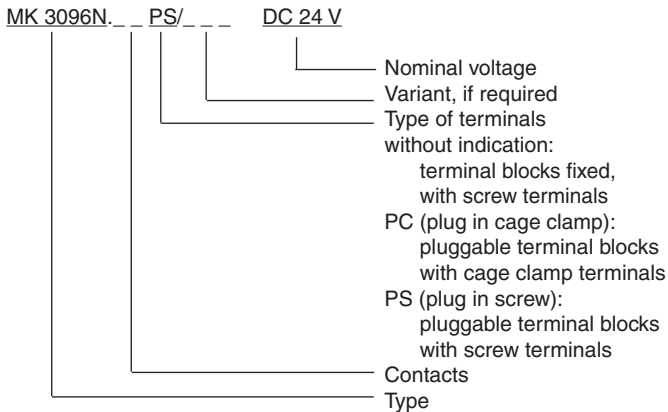 MK 3096N._ _ PS/_ _ _ DC 24 V
Nominal voltage
Variant, if required
Type of terminals
without indication:
terminal blocks fixed,
with screw terminals
PC (plug in cage clamp):
pluggable terminal blocks
with cage clamp terminals
PS (plug in screw):
pluggable terminal blocks
with screw terminals
Contacts
Type